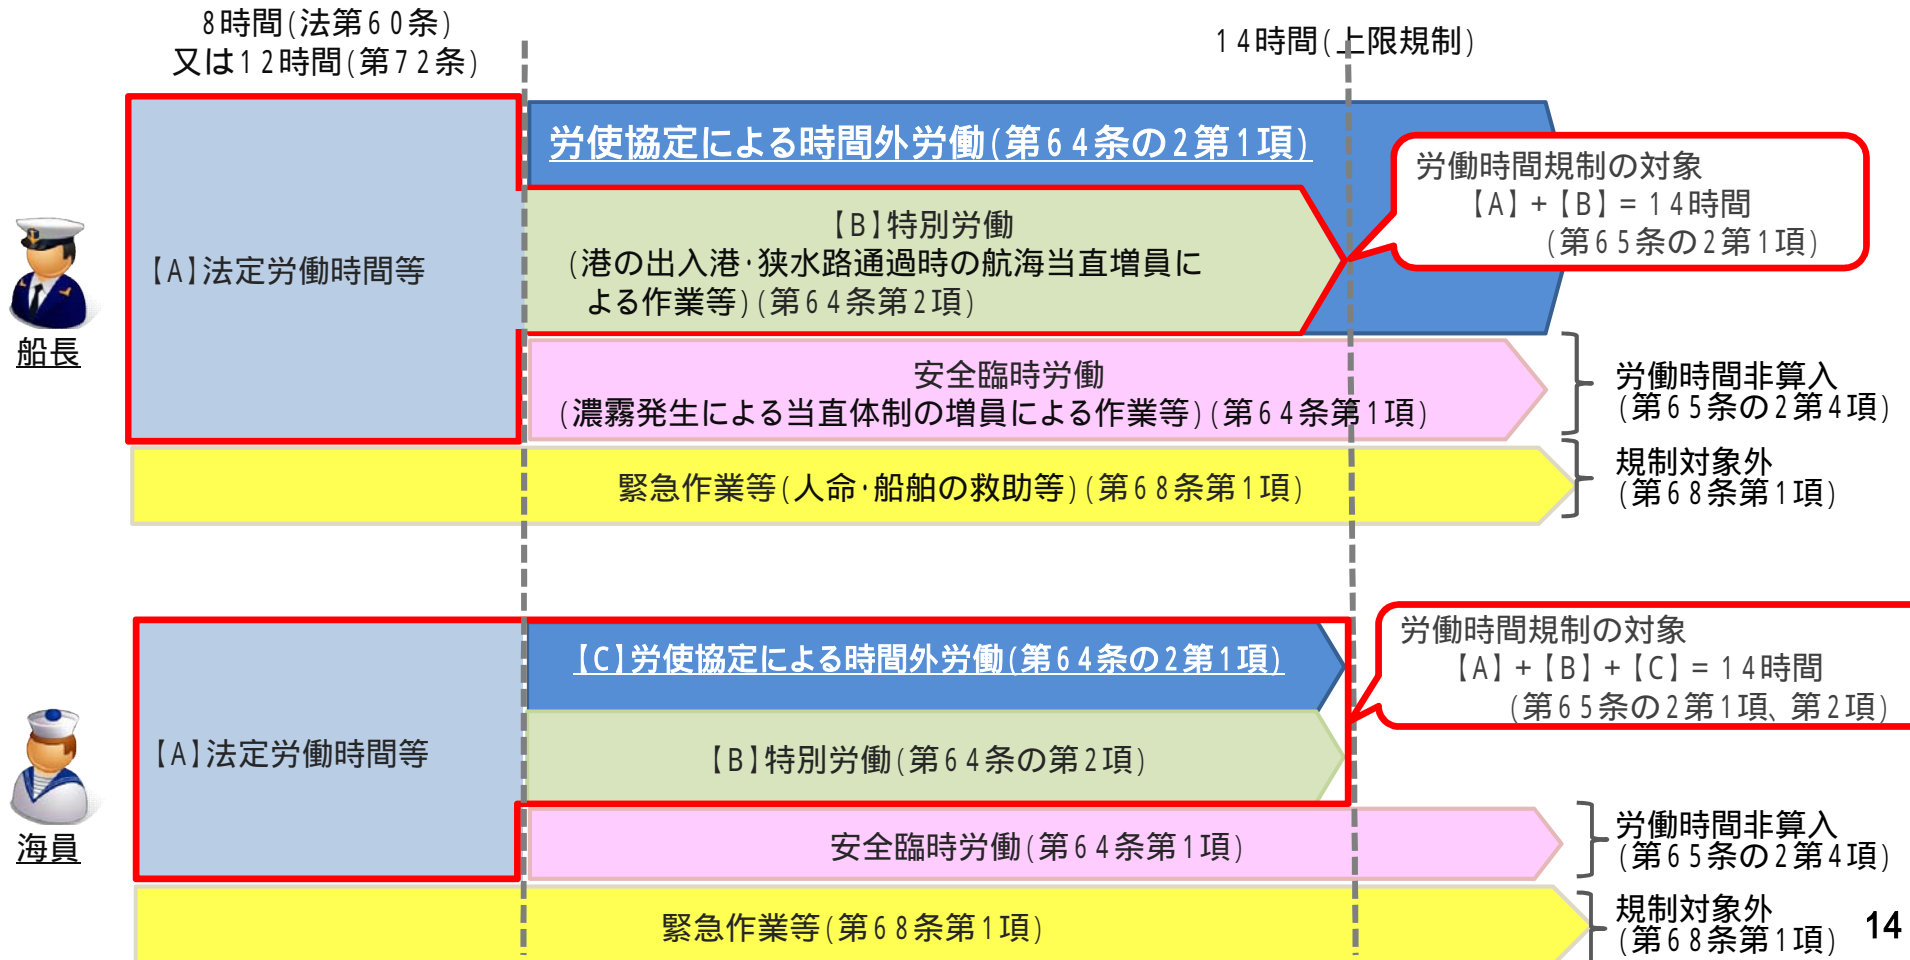 8時間(法第60条)
又は12時間(第72条)
14時間(上限規制)
労使協定による時間外労働(第64条の2第1項)
労働時間規制の対象
【A】+【B】=14時間
(第65条の2第1項)
【B】特別労働
(港の出入港・狭水路通過時の航海当直増員に
よる作業等)(第64条第2項)
【A】法定労働時間等
船長
安全臨時労働
(濃霧発生による当直体制の増員による作業等)(第64条第1項)
労働時間非算入
(第65条の2第4項)
緊急作業等(人命・船舶の救助等)(第68条第1項)
規制対象外
(第68条第1項)
【C】労使協定による時間外労働(第64条の2第1項)
労働時間規制の対象
【A】+【B】+【C】=14時間
(第65条の2第1項、第2項)
【A】法定労働時間等
【B】特別労働(第64条の第2項)
海員
安全臨時労働(第64条第1項)
労働時間非算入
(第65条の2第4項)
緊急作業等(第68条第1項)
規制対象外
(第68条第1項)
14